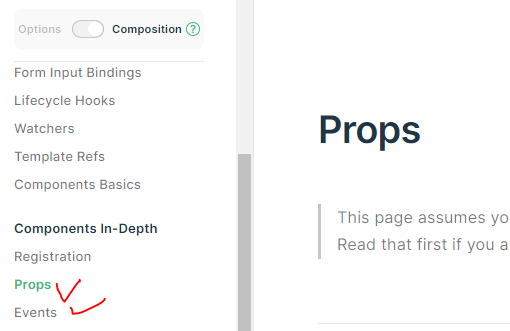 Options Composition ?
Form Input Bindings
Lifecycle Hooks
Watchers
Template Refs
Components Basics
Components In-Depth
Registration
Props
Events
Props
This page assumes yo
Read that first if you a